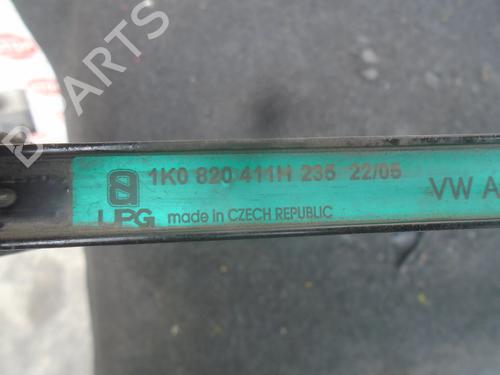 B-PARTS
1K0 820 411H 235 22/05
VW A
LPG made in CZECH REPUBLIC